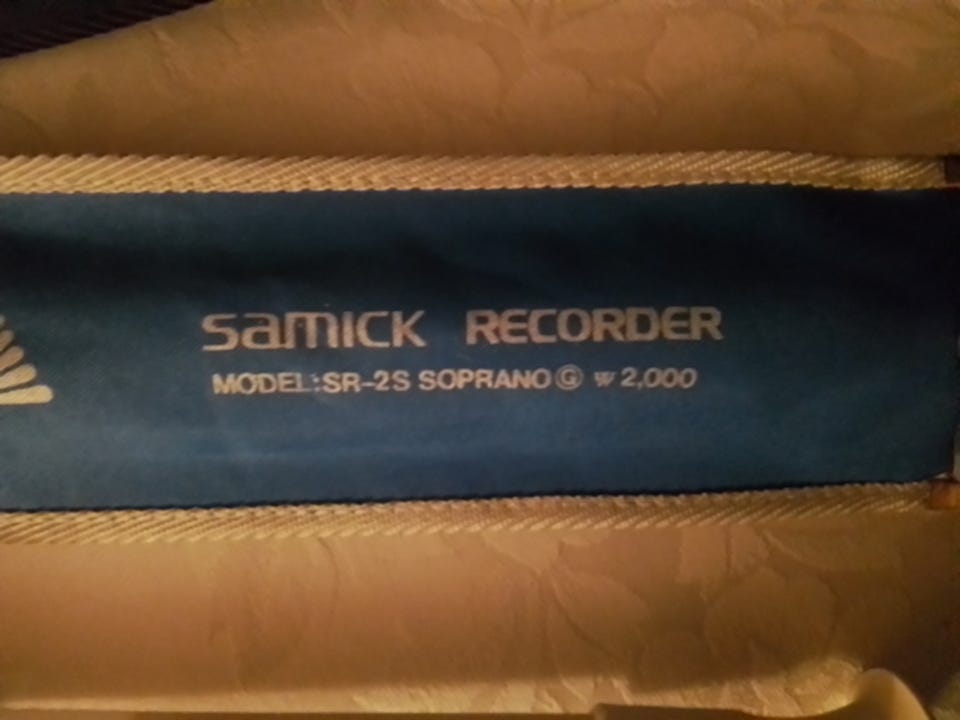 samick RECORDER
MODEL:SR-2S SOPRANO Ⓖ ₩ 2,000